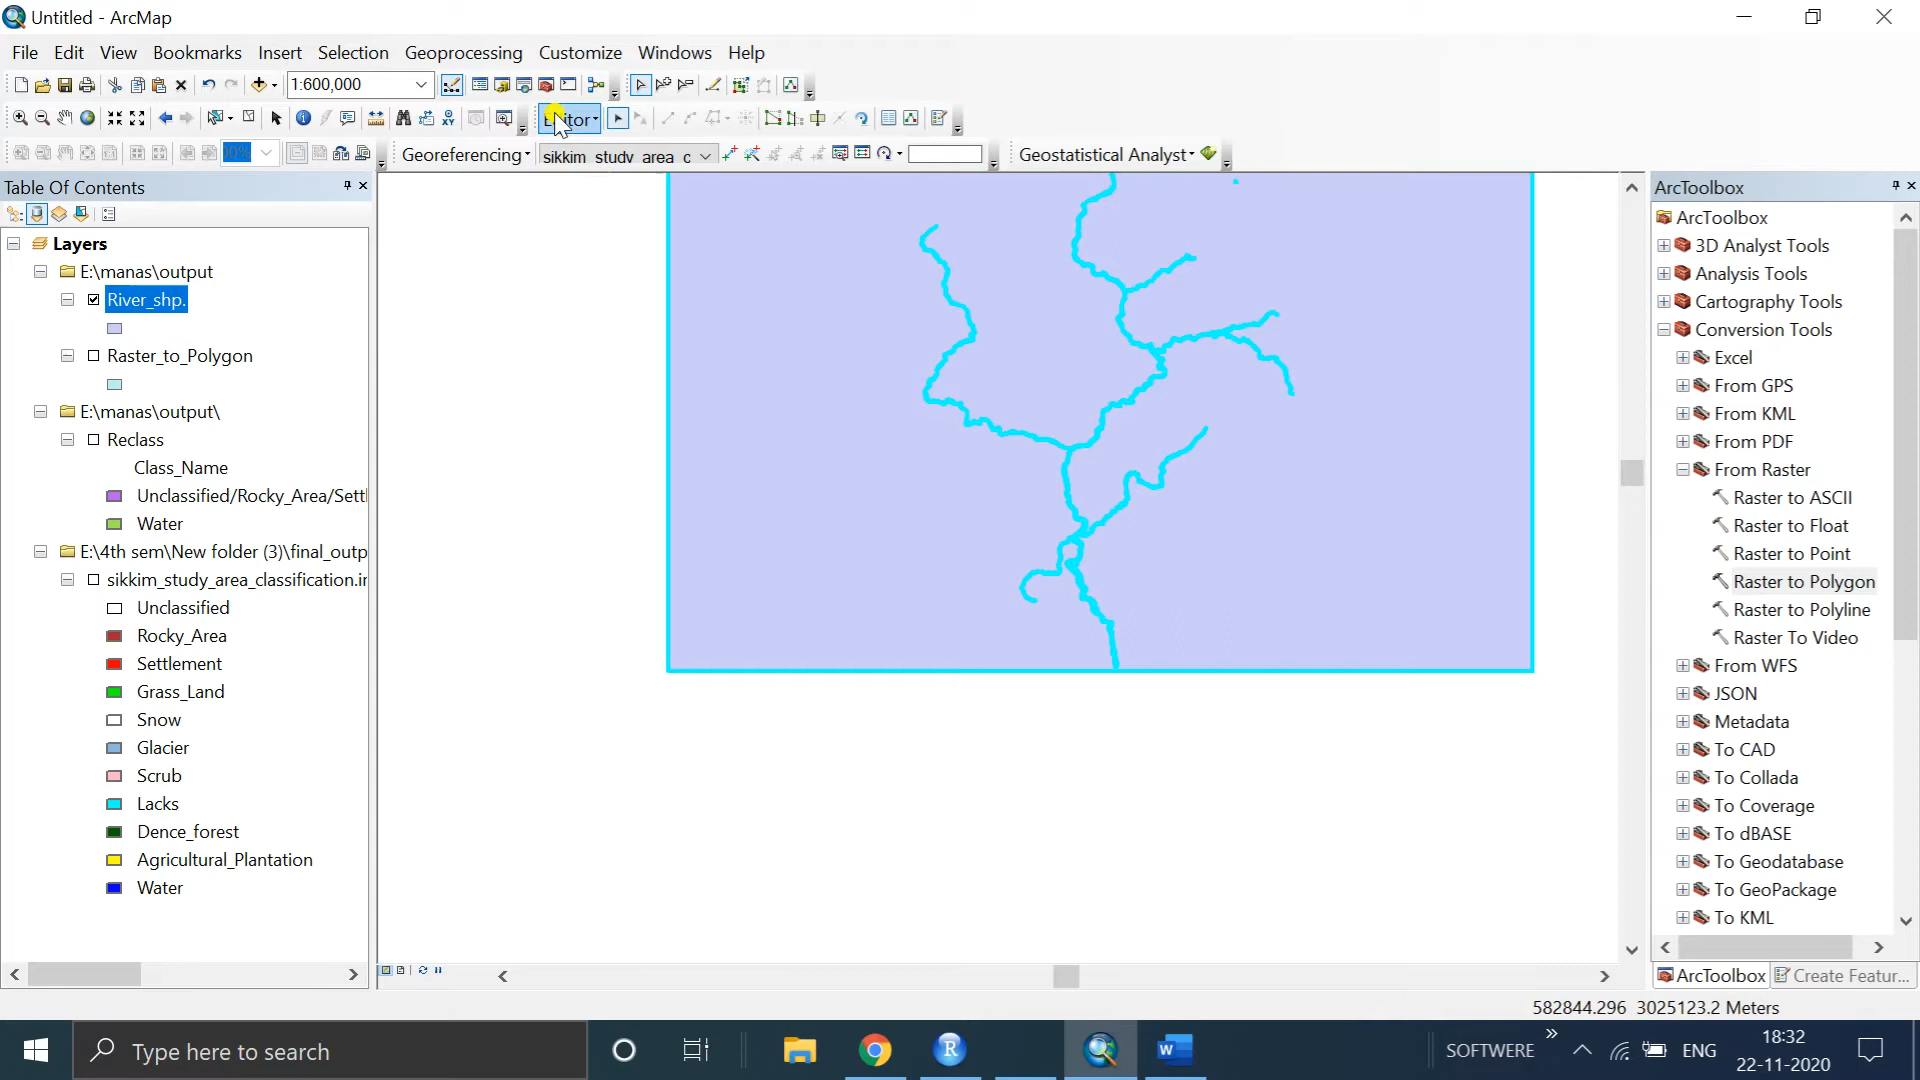 Untitled - ArcMap
File Edit View Bookmarks Insert Selection Geoprocessing Customize Windows Help
1:600,000
Georeferencing
sikkim_study_area_c
Geostatistical Analyst
Table Of Contents
Layers
E:\manas\output
River_shp.
Raster_to_Polygon
E:\manas\output\
Reclass
Class_Name
Unclassified/Rocky_Area/Settl
Water
E:\4th sem\New folder (3)\final_outp
sikkim_study_area_classification.ir
Unclassified
Rocky_Area
Settlement
Grass_Land
Snow
Glacier
Scrub
Lacks
Dence_forest
Agricultural_Plantation
Water
ArcToolbox
ArcToolbox
3D Analyst Tools
Analysis Tools
Cartography Tools
Conversion Tools
Excel
From GPS
From KML
From PDF
From Raster
Raster to ASCII
Raster to Float
Raster to Point
Raster to Polygon
Raster to Polyline
Raster To Video
From WFS
JSON
Metadata
To CAD
To Collada
To Coverage
To dBASE
To Geodatabase
To GeoPackage
To KML
ArcToolbox Create Featur...
582844.296 3025123.2 Meters
Type here to search
SOFTWERE
ENG
18:32
22-11-2020